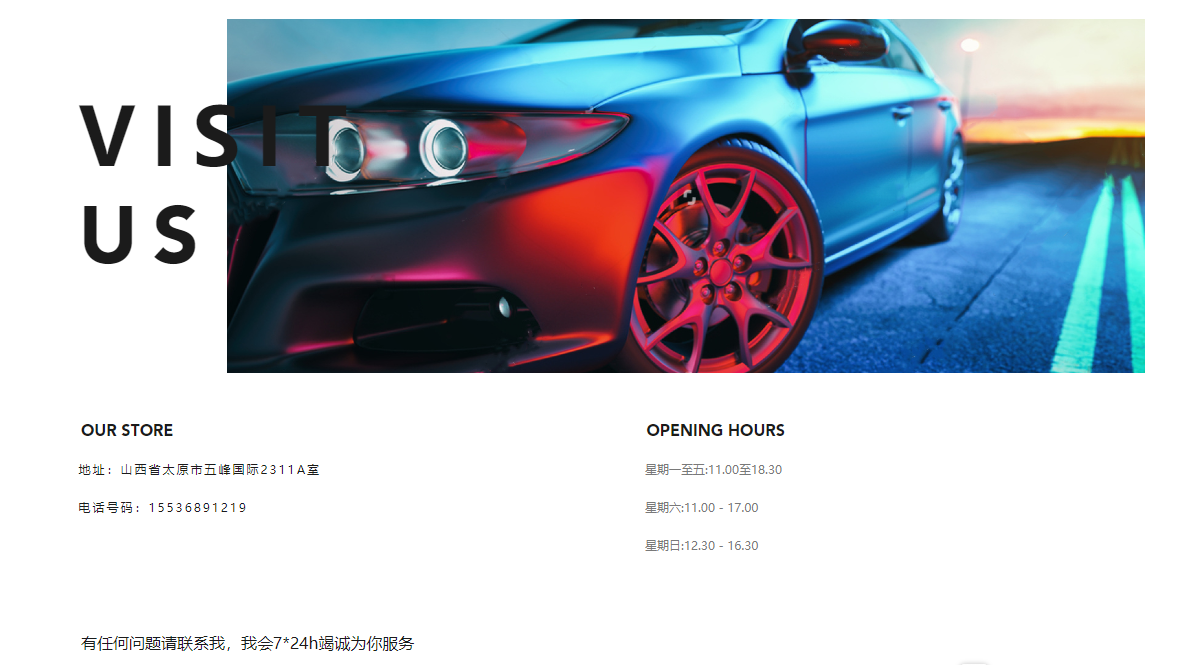 VISIT
US
OUR STORE
地址：山西省太原市五峰国际2311A室
电话号码：15536891219
OPENING HOURS
星期一至五:11.00至18.30
星期六:11.00 - 17.00
星期日:12.30 - 16.30
有任何问题请联系我，我会7*24h竭诚为你服务